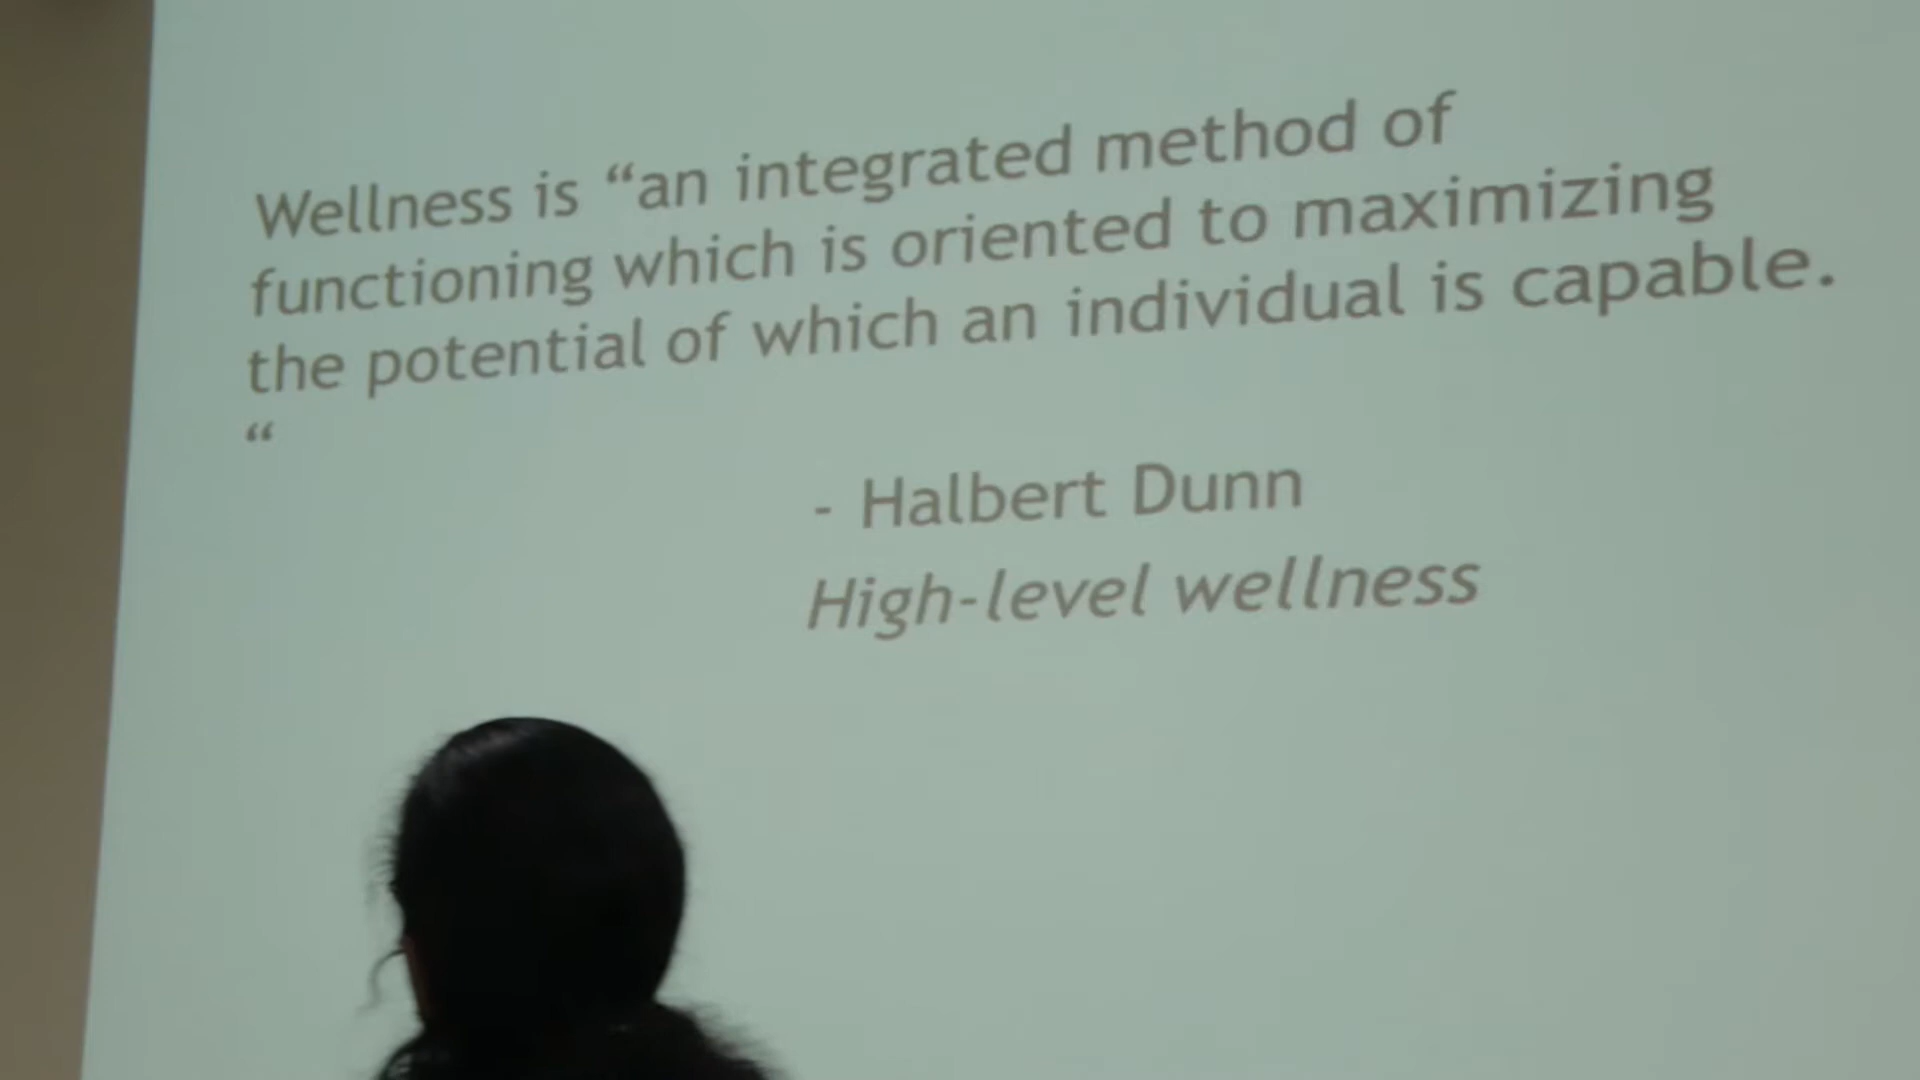 Wellness is “an integrated method of
functioning which is oriented to maximizing
the potential of which an individual is capable.
“
- Halbert Dunn
High-level wellness